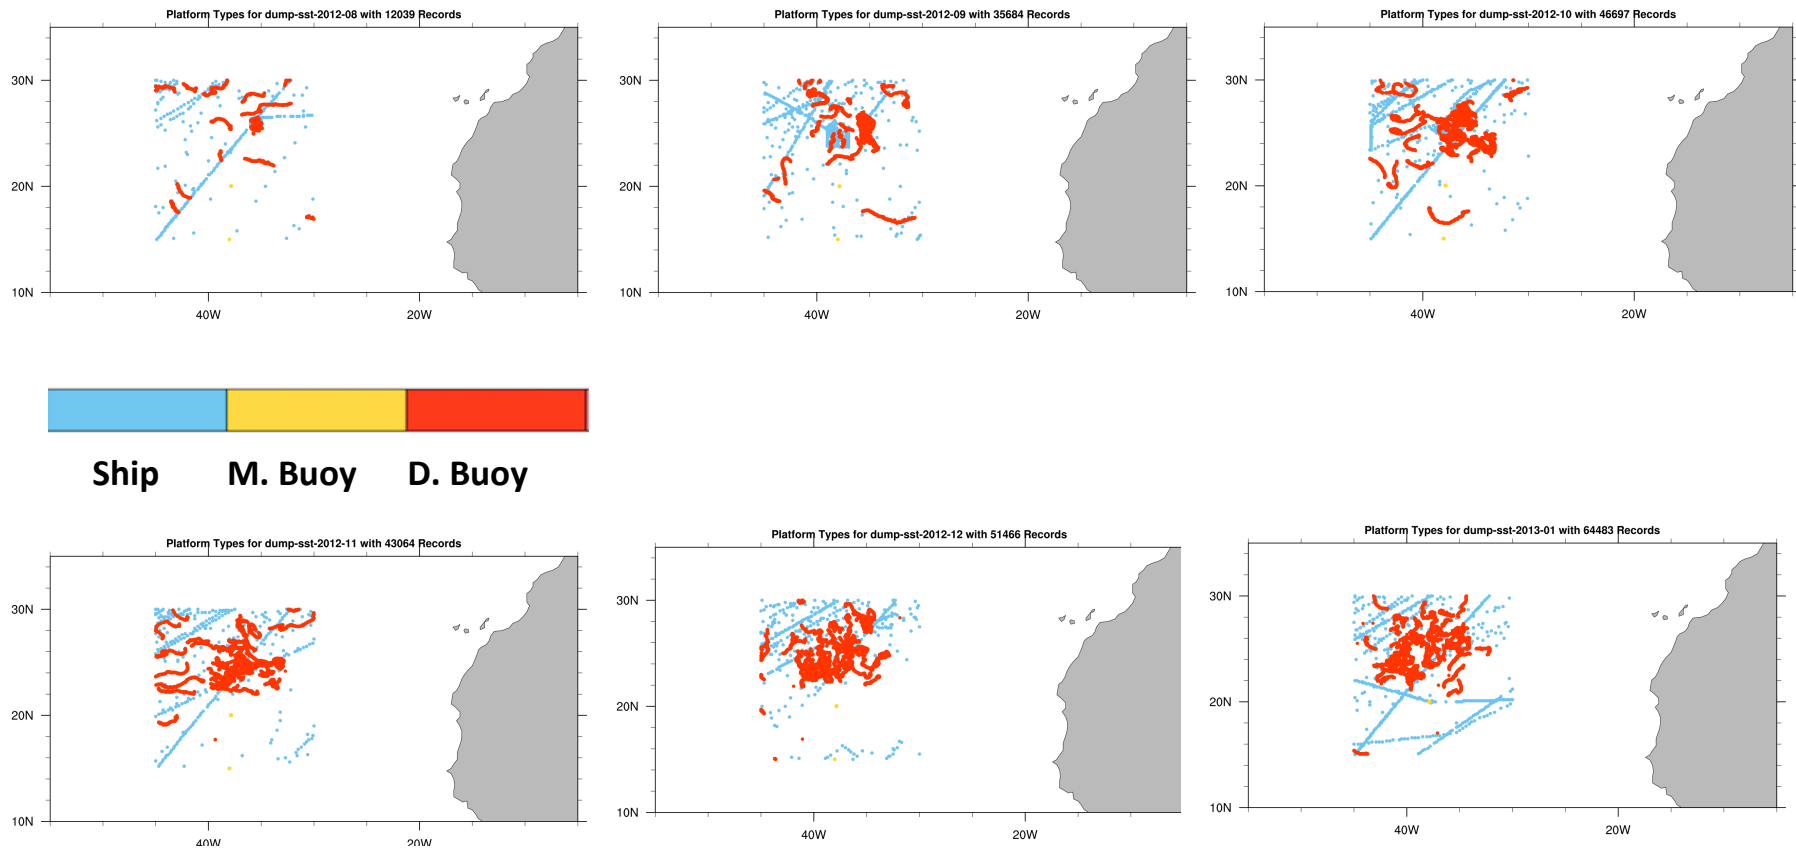 Platform Types for dump-sst-2012-08 with 12039 Records
30N
20N
10N
40W
20W
Platform Types for dump-sst-2012-09 with 35684 Records
30N
20N
10N
40W
20W
Platform Types for dump-sst-2012-10 with 46697 Records
30N
20N
10N
40W
20W
Ship
M. Buoy
D. Buoy
Platform Types for dump-sst-2012-11 with 43064 Records
30N
20N
10N
40W
20W
Platform Types for dump-sst-2012-12 with 51466 Records
30N
20N
10N
40W
20W
Platform Types for dump-sst-2013-01 with 64483 Records
30N
20N
10N
40W
20W